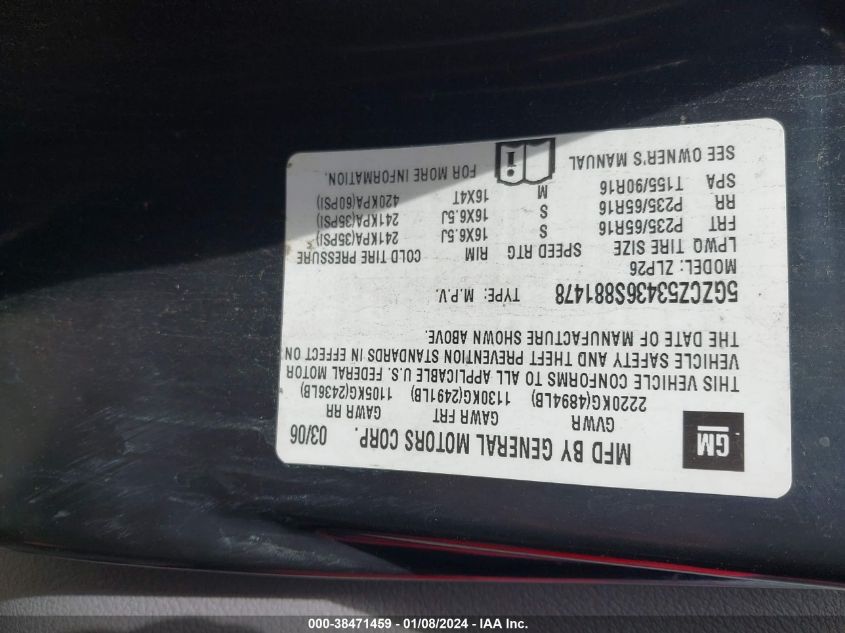 GM
MFD BY GENERAL MOTORS CORP. 03/06
GVWR GAWR FRT GAWR RR
2220KG(4894LB) 1130KG(2491LB) 1105KG(2436LB)
THIS VEHICLE CONFORMS TO ALL APPLICABLE U.S. FEDERAL MOTOR
VEHICLE SAFETY AND THEFT PREVENTION STANDARDS IN EFFECT ON
THE DATE OF MANUFACTURE SHOWN ABOVE.
5GZCZ53436S881478 TYPE: M.P.V.
MODEL: ZLP26
LPWQ TIRE SIZE SPEED RTG RIM COLD TIRE PRESSURE
FRT P235/65R16 S 16X6.5J 241KPA(35PSI)
RR P235/65R16 S 16X6.5J 241KPA(35PSI)
SPA T155/90R16 M 16X4T 420KPA(60PSI)
SEE OWNER'S MANUAL FOR MORE INFORMATION.
000-38471459 - 01/08/2024 - IAA Inc.